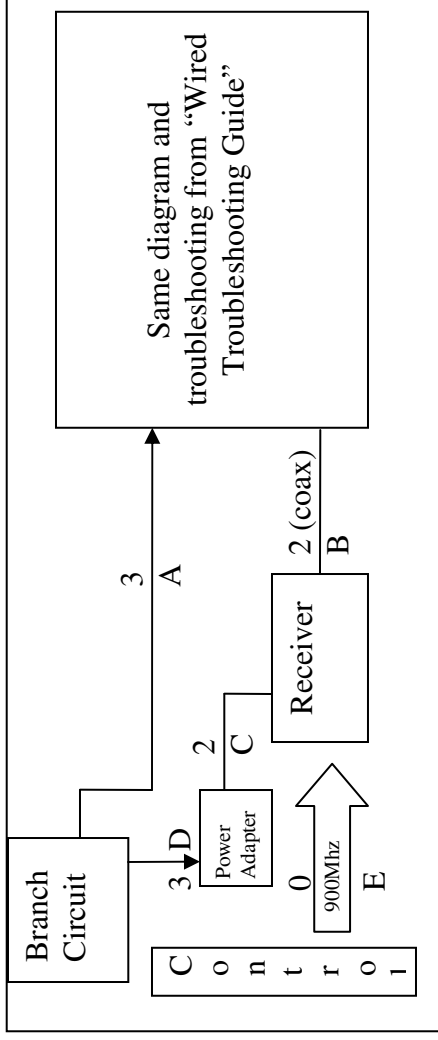 Branch
Circuit
3
A
Same diagram and
troubleshooting from “Wired
Troubleshooting Guide”
3 D
Power
Adapter
2
C
Receiver
2 (coax)
B
C
o
n
t
r
o
l
0
900Mhz
E